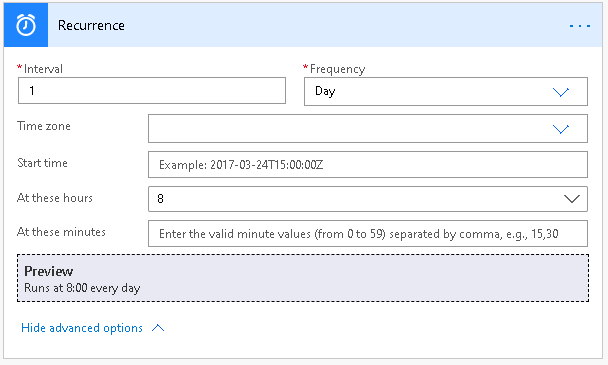 Recurrence
*Interval
*Frequency
1
Day
Time zone
Start time
Example: 2017-03-24T15:00:00Z
At these hours
8
At these minutes
Enter the valid minute values (from 0 to 59) separated by comma, e.g., 15,30
Preview
Runs at 8:00 every day
Hide advanced options